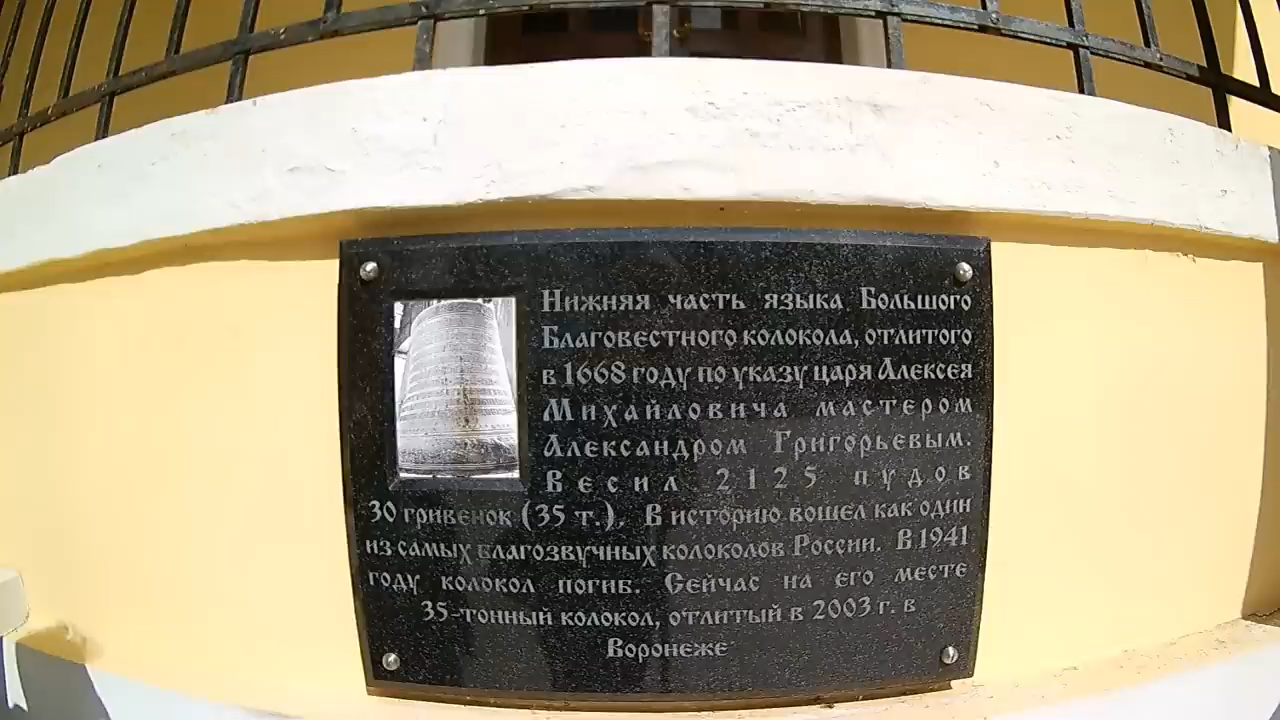 Нижняя часть языка Большого
Благовестного колокола, отлитого
в 1668 году по указу царя Алексея
Михайловича мастером
Александром Григорьевым.
Весил 2125 пудов
30 гривенок (35 т.). В историю вошел как один
из самых благозвучных колоколов России. В 1941
году колокол погиб. Сейчас на его месте
35-тонный колокол, отлитый в 2003 г. в
Воронеже